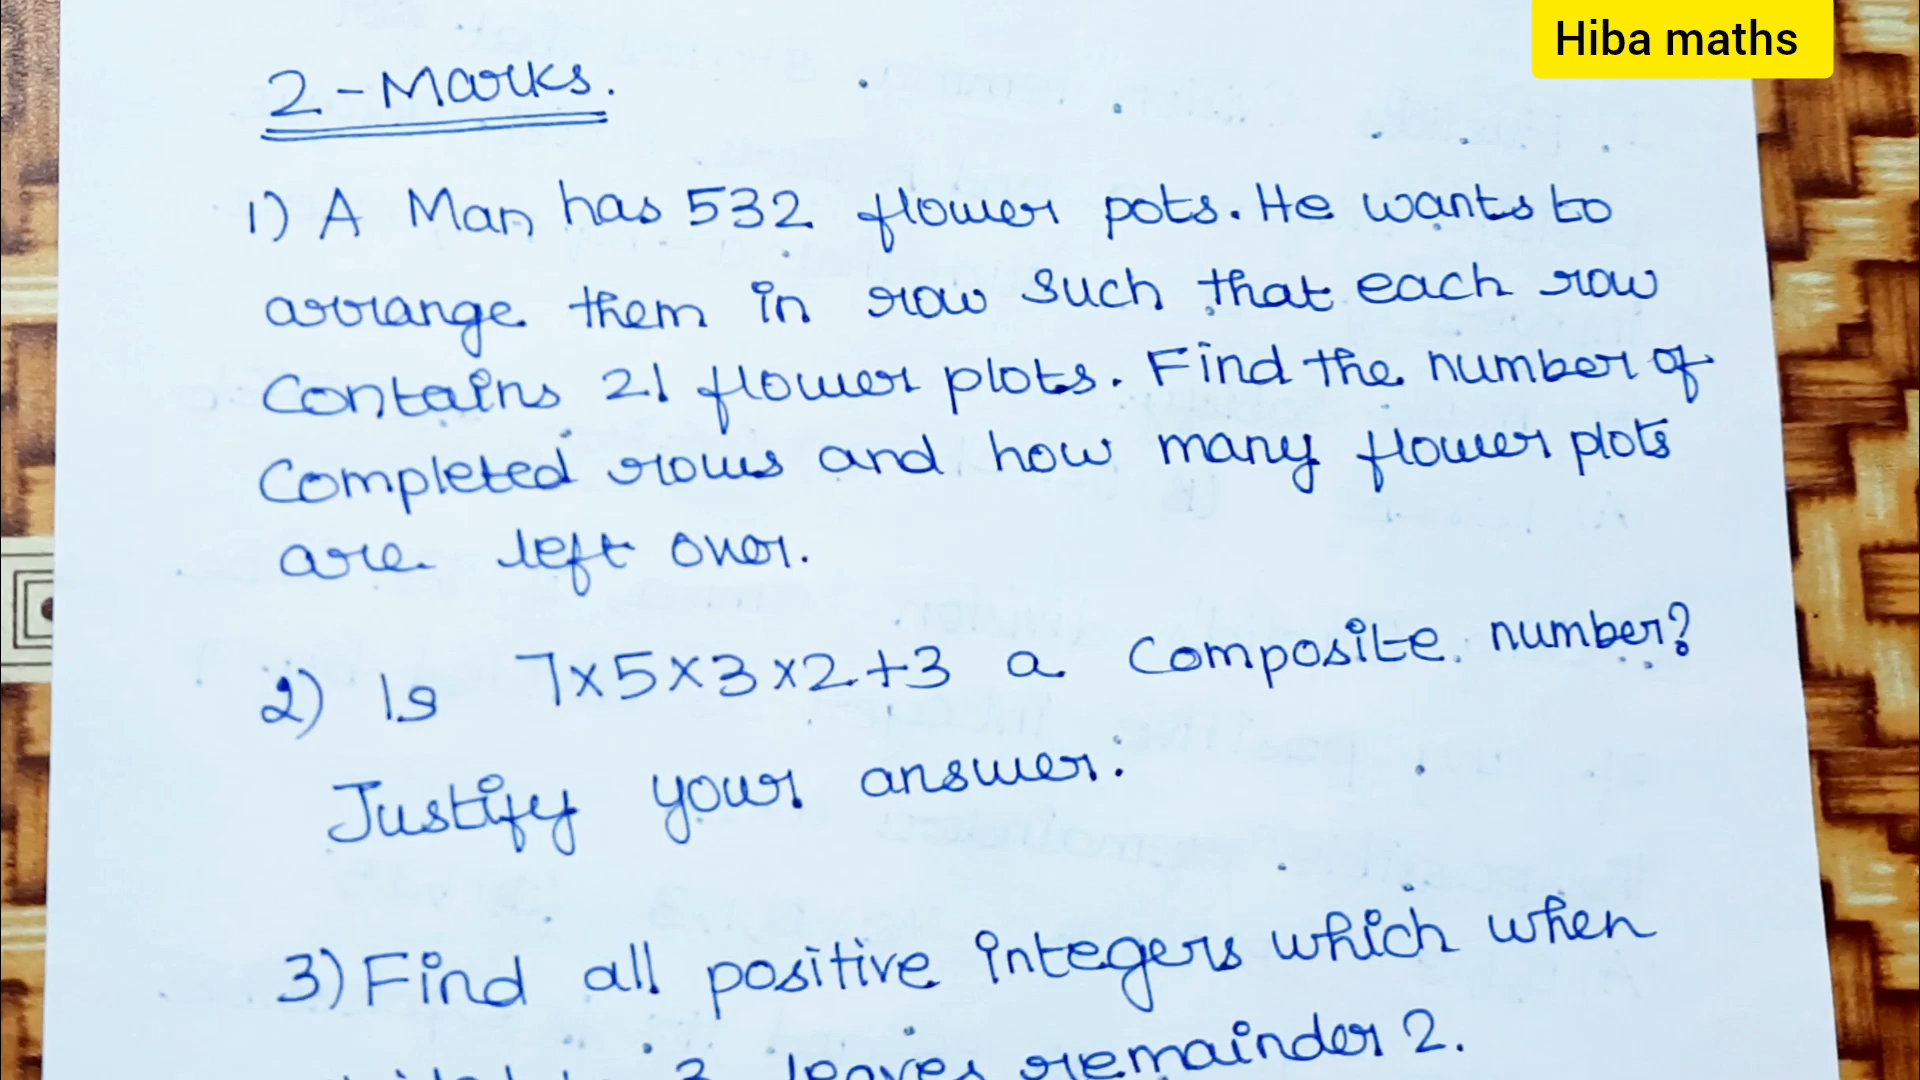 Hiba maths
2-Marks.
1) A Man has 532 flower pots. He wants to
arrange them in row such that each row
Contains 21 flower plots. Find the number of
Completed rows and how many flower plots
are left over.
2) Is 7x5x3x2+3 a Composite number?
Justify your answer:
3) Find all positive integers which when
3 leaves remainder 2.